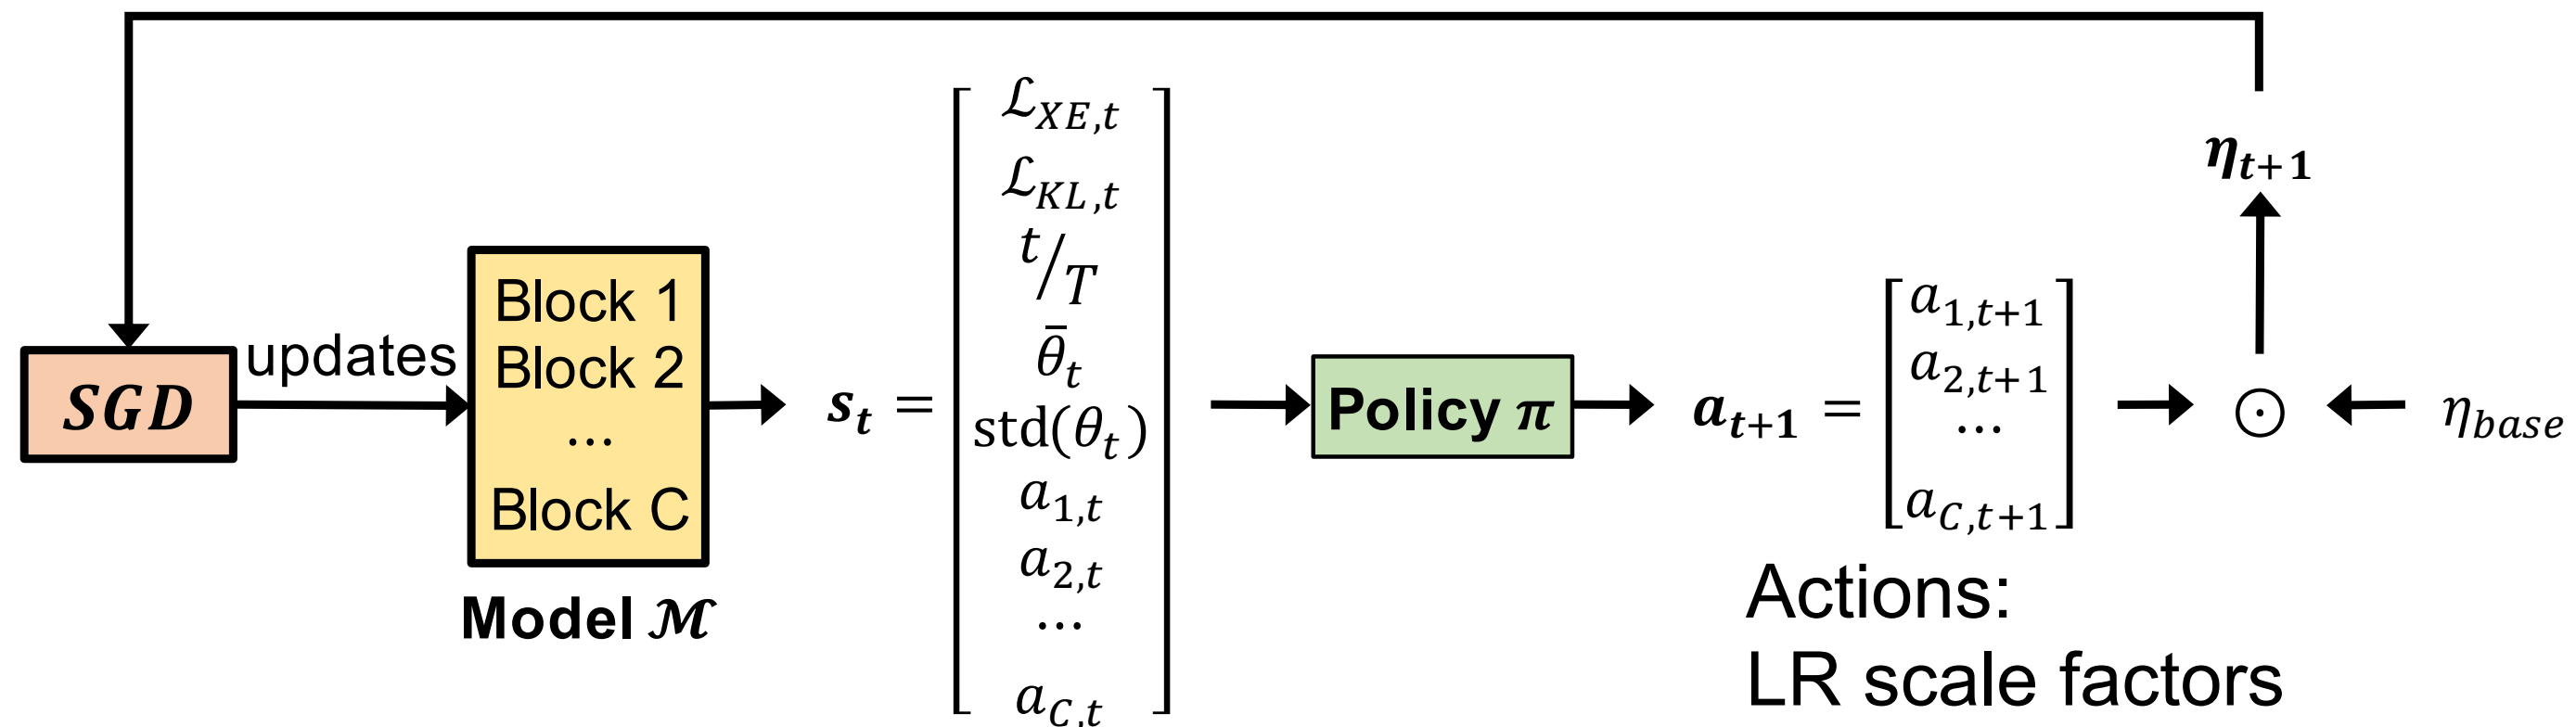 SGD
updates
Block 1
Block 2
...
Block C
Model ℳ
s_t =
ℒ_{XE,t}
ℒ_{KL,t}
t/T
θ̄_t
std(θ_t)
a_{1,t}
a_{2,t}
...
a_{C,t}
Policy π
a_{t+1} =
a_{1,t+1}
a_{2,t+1}
...
a_{C,t+1}
Actions:
LR scale factors
η_{t+1}
⊙
η_{base}